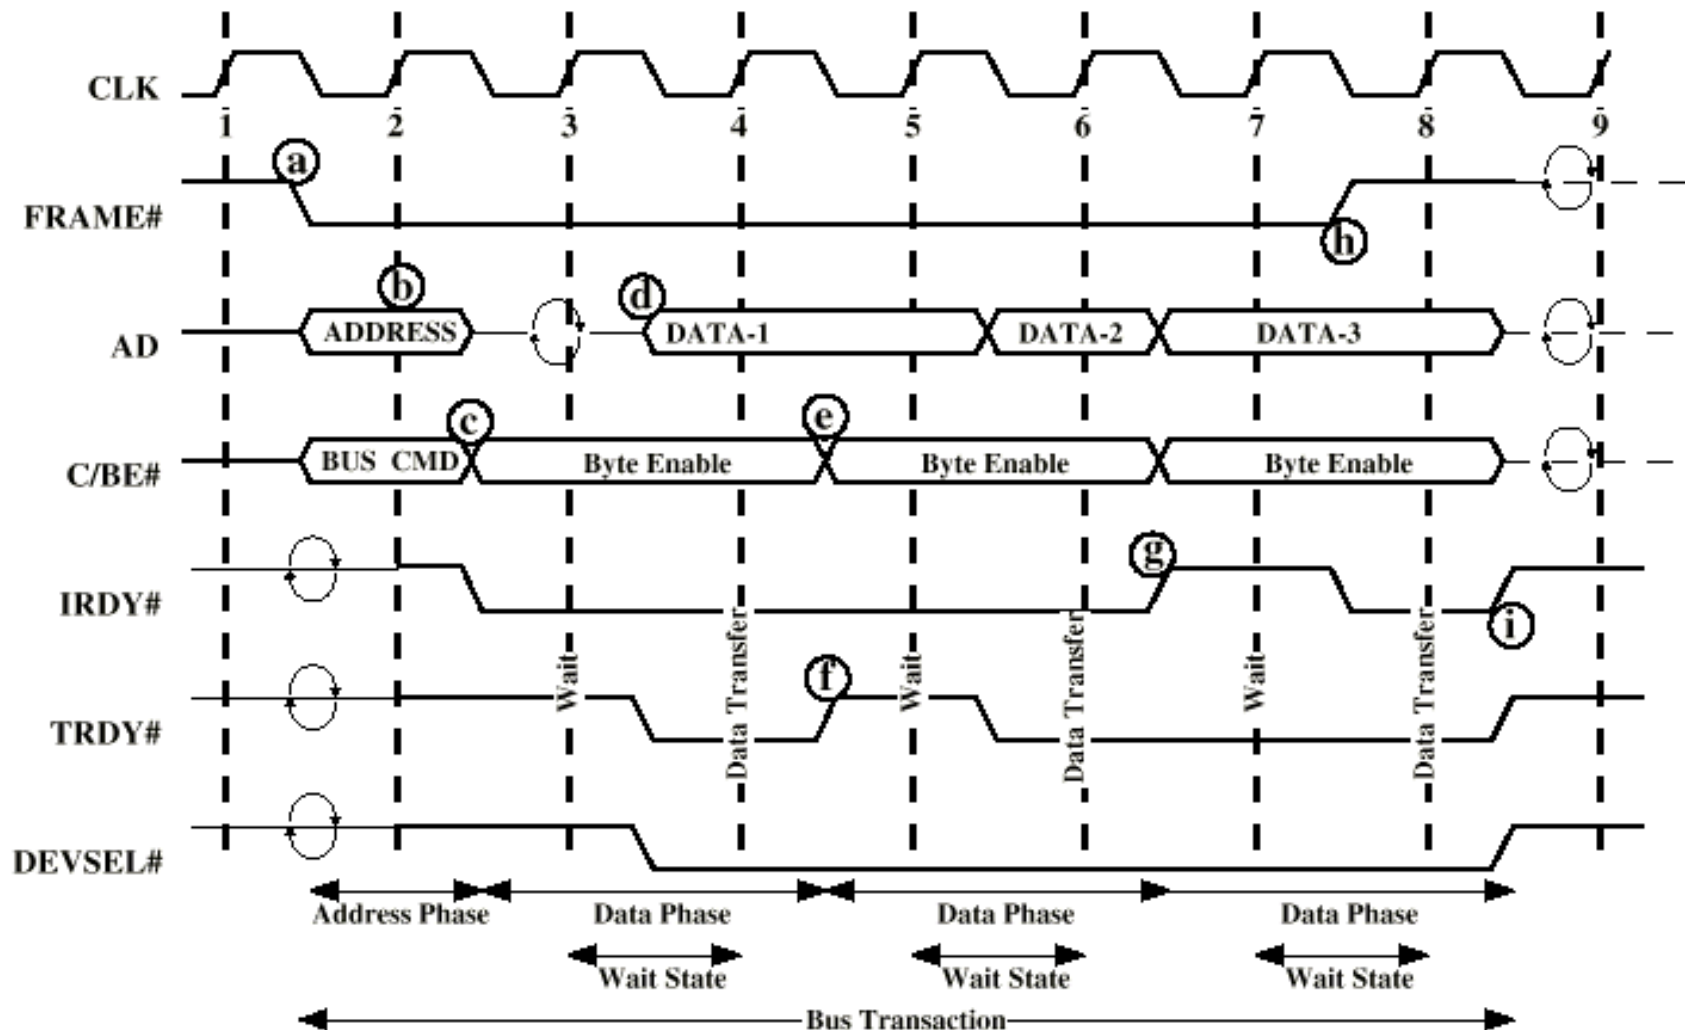 CLK
1 2 3 4 5 6 7 8 9
a
FRAME#
h
b
d
AD
ADDRESS
DATA-1
DATA-2
DATA-3
c
e
C/BE#
BUS CMD
Byte Enable
Byte Enable
Byte Enable
g
IRDY#
i
Wait
Data Transfer
Wait
Data Transfer
Wait
Data Transfer
f
TRDY#
DEVSEL#
Address Phase
Data Phase
Data Phase
Data Phase
Wait State
Wait State
Wait State
Bus Transaction